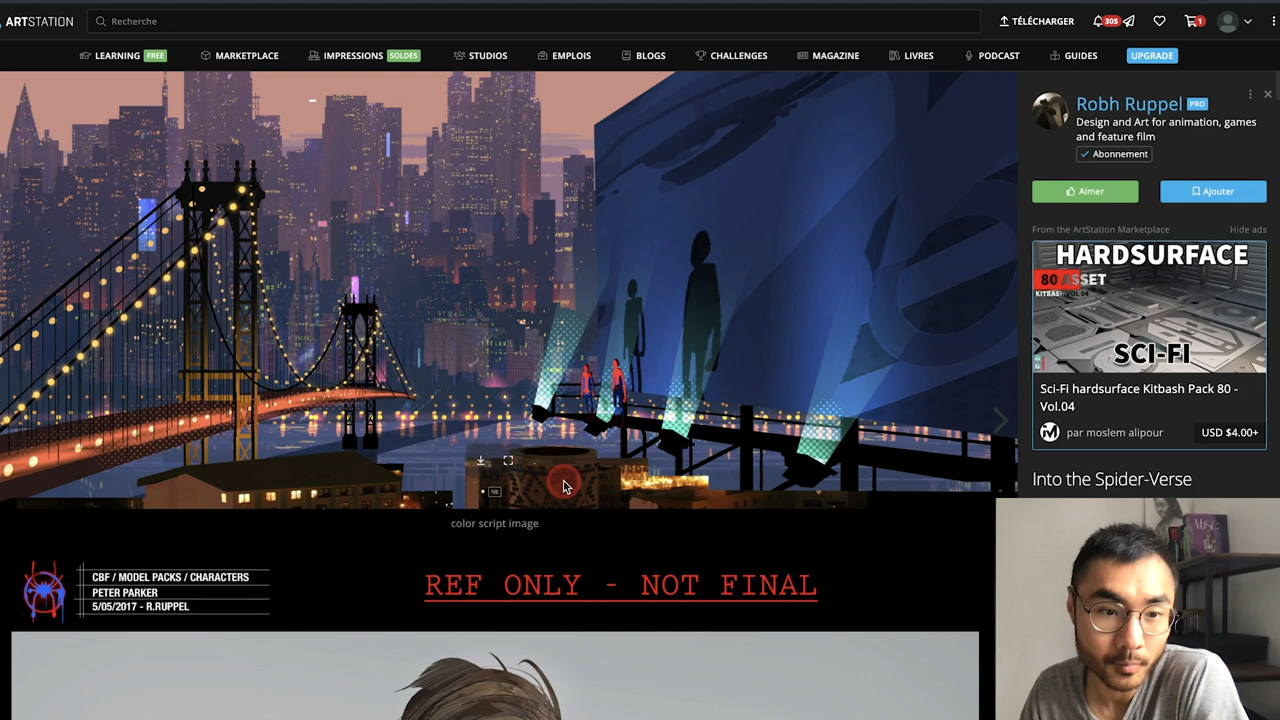 ARTSTATION
Recherche
TÉLÉCHARGER
305
1
LEARNING FREE
MARKETPLACE
IMPRESSIONS SOLDES
STUDIOS
EMPLOIS
BLOGS
CHALLENGES
MAGAZINE
LIVRES
PODCAST
GUIDES
UPGRADE
Robh Ruppel PRO
Design and Art for animation, games
and feature film
Abonnement
Aimer
Ajouter
From the ArtStation Marketplace
Hide ads
HARDSURFACE
80 ASSET
KITBASH VOL 04
SCI-FI
Sci-Fi hardsurface Kitbash Pack 80 -
Vol.04
par moslem alipour
USD $4.00+
Into the Spider-Verse
color script image
CBF / MODEL PACKS / CHARACTERS
PETER PARKER
5/05/2017 - R.RUPPEL
REF ONLY - NOT FINAL